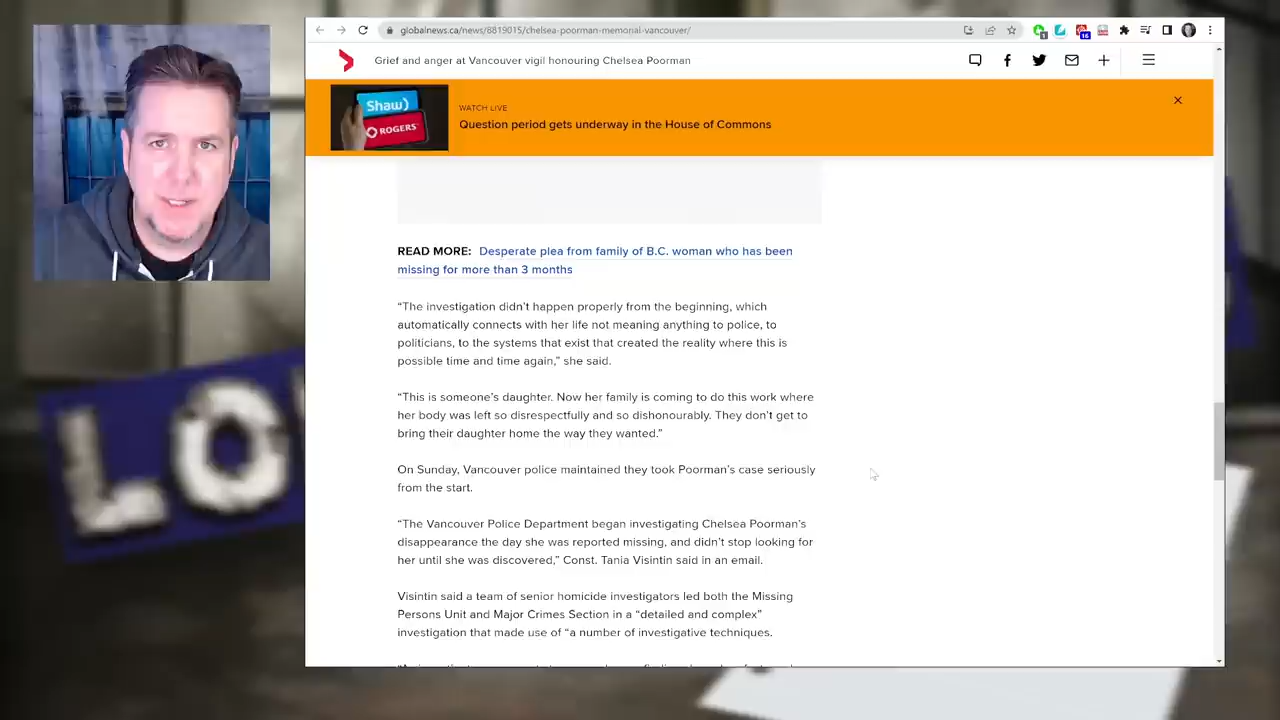 globalnews.ca/news/8819015/chelsea-poorman-memorial-vancouver/
1
16
Grief and anger at Vancouver vigil honouring Chelsea Poorman
Shaw)
ROGERS
WATCH LIVE
Question period gets underway in the House of Commons
READ MORE: Desperate plea from family of B.C. woman who has been
missing for more than 3 months
“The investigation didn’t happen properly from the beginning, which
automatically connects with her life not meaning anything to police, to
politicians, to the systems that exist that created the reality where this is
possible time and time again,” she said.
“This is someone’s daughter. Now her family is coming to do this work where
her body was left so disrespectfully and so dishonourably. They don’t get to
bring their daughter home the way they wanted.”
On Sunday, Vancouver police maintained they took Poorman’s case seriously
from the start.
“The Vancouver Police Department began investigating Chelsea Poorman’s
disappearance the day she was reported missing, and didn’t stop looking for
her until she was discovered,” Const. Tania Visintin said in an email.
Visintin said a team of senior homicide investigators led both the Missing
Persons Unit and Major Crimes Section in a “detailed and complex”
investigation that made use of “a number of investigative techniques.
LO